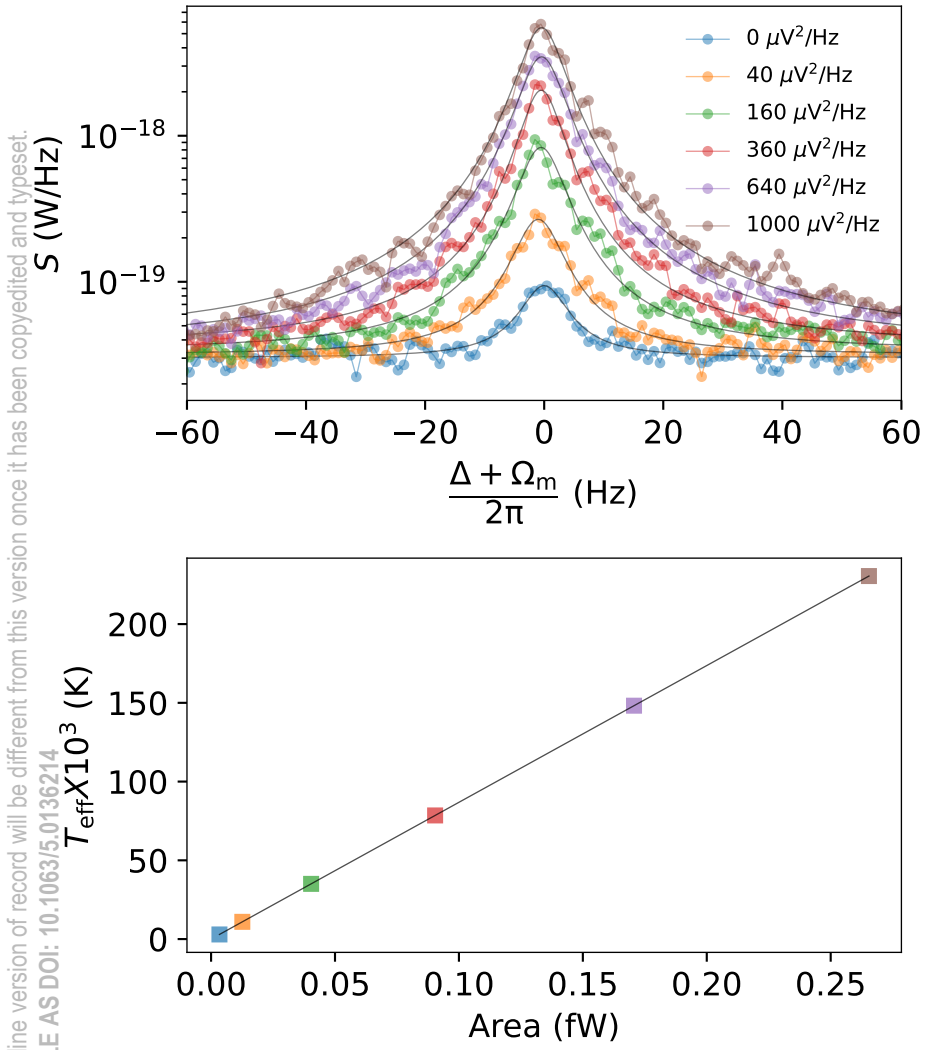 line version of record will be different from this version once it has been copyedited and typeset.
LE AS DOI: 10.1063/5.0136214
S (W/Hz)
10⁻¹⁸
10⁻¹⁹
0 μV²/Hz
40 μV²/Hz
160 μV²/Hz
360 μV²/Hz
640 μV²/Hz
1000 μV²/Hz
−60 −40 −20 0 20 40 60
Δ + Ωₘ
2π
(Hz)
T_eff X10³ (K)
200
150
100
50
0
0.00 0.05 0.10 0.15 0.20 0.25
Area (fW)